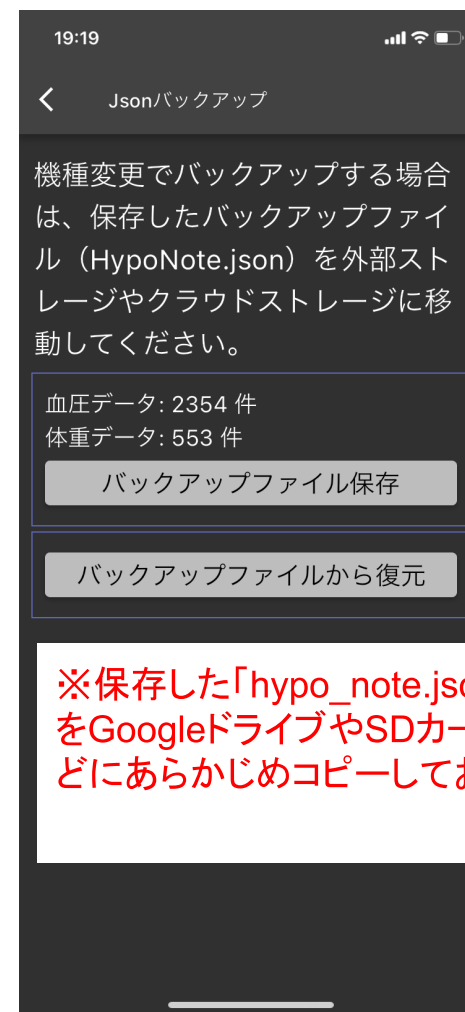 19:19
Jsonバックアップ
機種変更でバックアップする場合
は、保存したバックアップファイ
ル（HypoNote.json）を外部スト
レージやクラウドストレージに移
動してください。
血圧データ: 2354 件
体重データ: 553 件
バックアップファイル保存
バックアップファイルから復元
※保存した「hypo_note.js
をGoogleドライブやSDカー
どにあらかじめコピーして